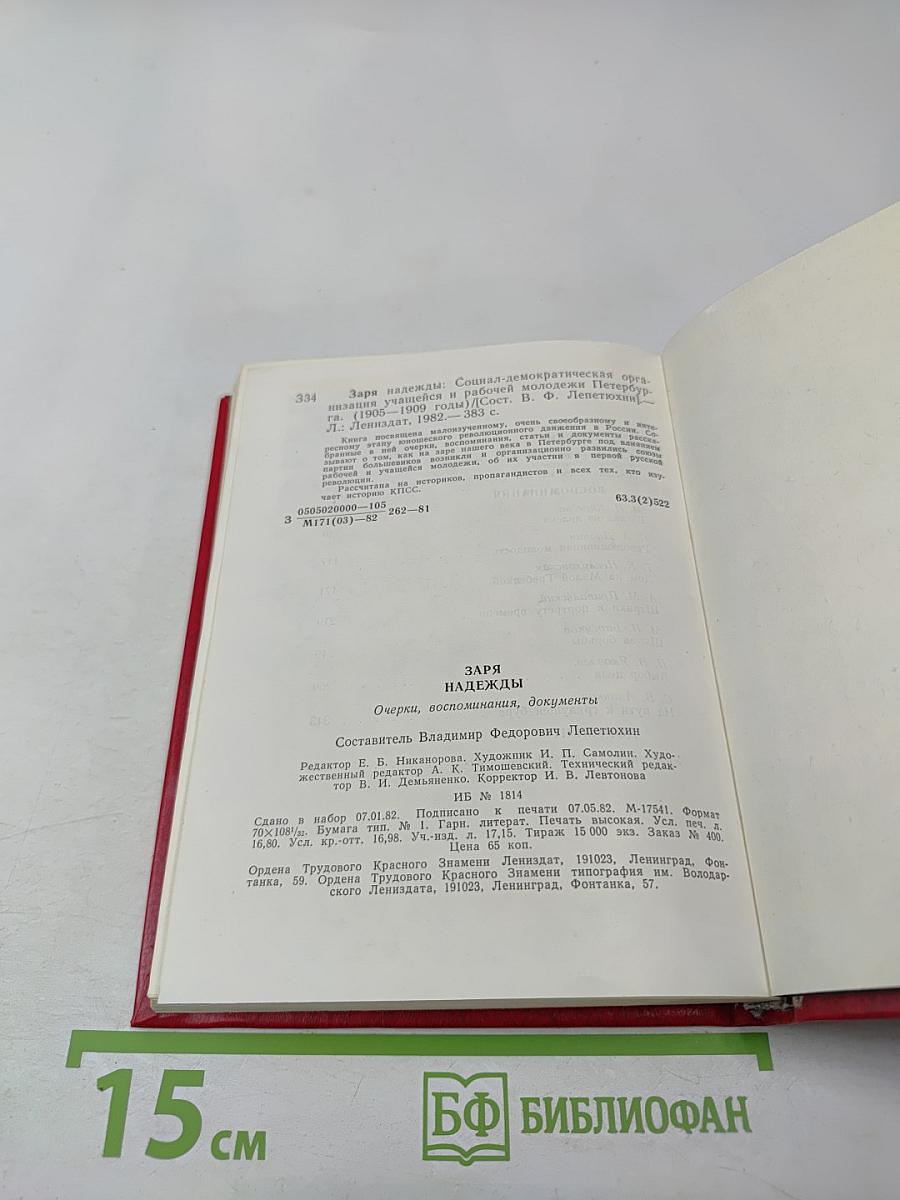 З34 Заря надежды: Социал-демократическая орга-
низация учащейся и рабочей молодежи Петербур-
га. (1905—1909 годы)/[Сост. В. Ф. Лепетюхин].—
Л.: Лениздат, 1982.— 383 с.
Книга посвящена малоизученному, очень своеобразному и инте-
ресному этапу юношеского революционного движения в России. Со-
бранные в ней очерки, воспоминания, статьи и документы расска-
зывают о том, как на заре нашего века в Петербурге под влиянием
партии большевиков возникли и организационно развились союзы
рабочей и учащейся молодежи, об их участии в первой русской
революции.
Рассчитана на историков, пропагандистов и всех тех, кто изу-
чает историю КПСС.
З 0505020000—105
М171(03)—82 262—81 63.3(2)522
ЗАРЯ
НАДЕЖДЫ
Очерки, воспоминания, документы
Составитель Владимир Федорович Лепетюхин
Редактор Е. Б. Никанорова. Художник И. П. Самолин. Худо-
жественный редактор А. К. Тимошевский. Технический редак-
тор В. И. Демьяненко. Корректор И. В. Левтонова
ИБ № 1814
Сдано в набор 07.01.82. Подписано к печати 07.05.82. М-17541. Формат
70×108¹/₃₂. Бумага тип. № 1. Гарн. литерат. Печать высокая. Усл. печ. л.
16,80. Усл. кр.-отт. 16,98. Уч.-изд. л. 17,15. Тираж 15 000 экз. Заказ № 400.
Цена 65 коп.
Ордена Трудового Красного Знамени Лениздат, 191023, Ленинград, Фон-
танка, 59. Ордена Трудового Красного Знамени типография им. Володар-
ского Лениздата, 191023, Ленинград, Фонтанка, 57.
15 см
БФ БИБЛИОФАН